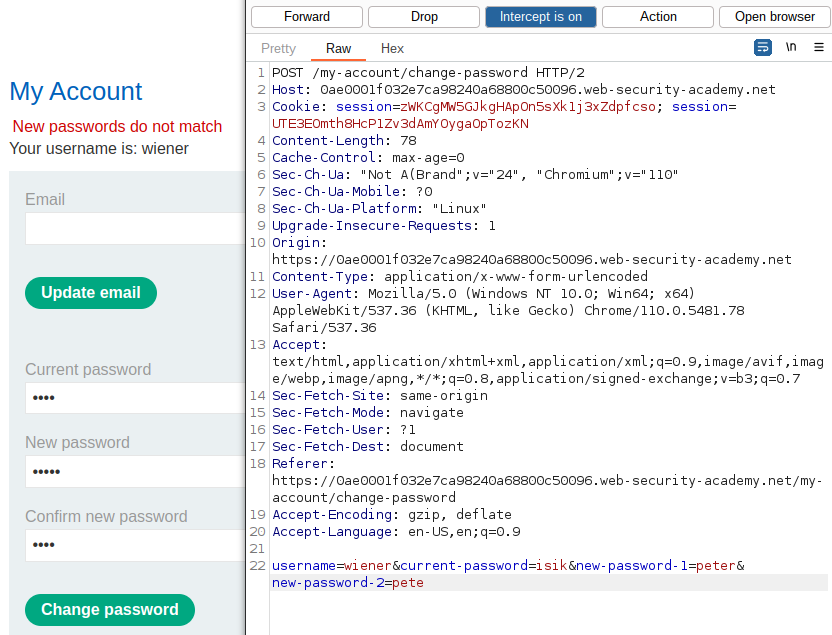 My Account
New passwords do not match
Your username is: wiener
Email
Update email
Current password
••••
New password
•••••
Confirm new password
••••
Change password
Forward Drop Intercept is on Action Open browser
Pretty Raw Hex \n
1 POST /my-account/change-password HTTP/2
2 Host: 0ae0001f032e7ca98240a68800c50096.web-security-academy.net
3 Cookie: session=zWKCgMW5GJkgHApOn5sXk1j3xZdpfcso; session=
UTE3EOmth8HcP1Zv3dAmYOygaOpTozKN
4 Content-Length: 78
5 Cache-Control: max-age=0
6 Sec-Ch-Ua: "Not A(Brand";v="24", "Chromium";v="110"
7 Sec-Ch-Ua-Mobile: ?0
8 Sec-Ch-Ua-Platform: "Linux"
9 Upgrade-Insecure-Requests: 1
10 Origin:
https://0ae0001f032e7ca98240a68800c50096.web-security-academy.net
11 Content-Type: application/x-www-form-urlencoded
12 User-Agent: Mozilla/5.0 (Windows NT 10.0; Win64; x64)
AppleWebKit/537.36 (KHTML, like Gecko) Chrome/110.0.5481.78
Safari/537.36
13 Accept:
text/html,application/xhtml+xml,application/xml;q=0.9,image/avif,imag
e/webp,image/apng,*/*;q=0.8,application/signed-exchange;v=b3;q=0.7
14 Sec-Fetch-Site: same-origin
15 Sec-Fetch-Mode: navigate
16 Sec-Fetch-User: ?1
17 Sec-Fetch-Dest: document
18 Referer:
https://0ae0001f032e7ca98240a68800c50096.web-security-academy.net/my-
account/change-password
19 Accept-Encoding: gzip, deflate
20 Accept-Language: en-US,en;q=0.9
21
22 username=wiener&current-password=isik&new-password-1=peter&
new-password-2=pete